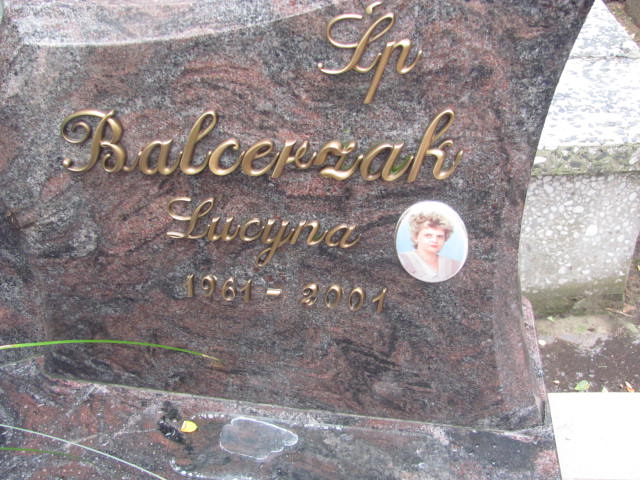 Śp
Balcerzak
Lucyna
1961 - 2001